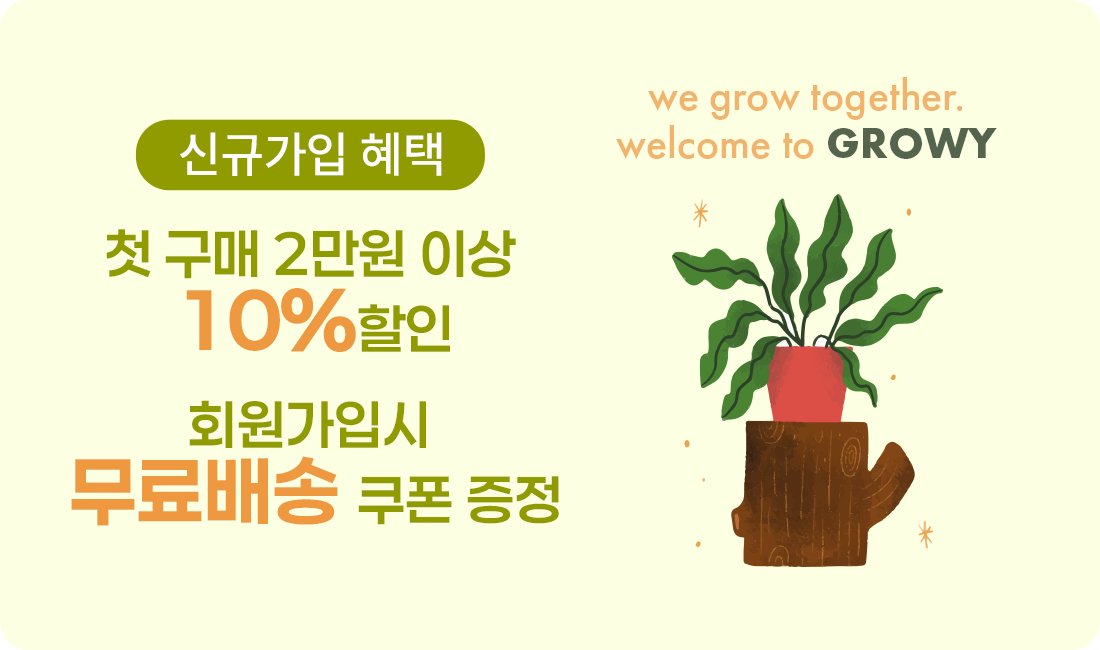 신규가입 혜택
첫 구매 2만원 이상
10%할인
회원가입시
무료배송 쿠폰 증정
we grow together.
welcome to GROWY